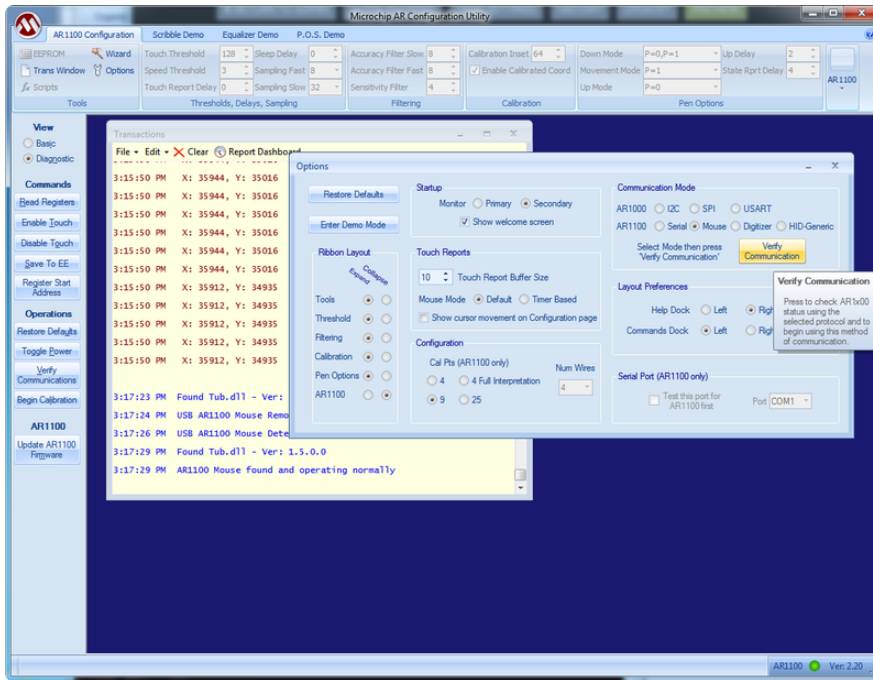 Microchip AR Configuration Utility
AR1100 Configuration Scribble Demo Equalizer Demo P.O.S. Demo
EEPROM Wizard Touch Threshold 128 Sleep Delay 0 Accuracy Filter Slow 8 Calibration Inset 64 Down Mode P=0,P=1 Up Delay 2
Trans Window Options Speed Threshold 3 Sampling Fast 8 Accuracy Filter Fast 8 Enable Calibrated Coord Movement Mode P=1 State Rprt Delay 4 AR1100
Scripts Touch Report Delay 0 Sampling Slow 32 Sensitivity Filter 4 Up Mode P=0
Tools Thresholds, Delays, Sampling Filtering Calibration Pen Options
View
Basic
Diagnostic
Commands
Read Registers
Enable Touch
Disable Touch
Save To EE
Register Start
Address
Operations
Restore Defaults
Toggle Power
Verify
Communications
Begin Calibration
AR1100
Update AR1100
Firmware
Transactions
File Edit Clear Report Dashboard
3:15:50 PM X: 35944, Y: 35016
3:15:50 PM X: 35944, Y: 35016
3:15:50 PM X: 35944, Y: 35016
3:15:50 PM X: 35944, Y: 35016
3:15:50 PM X: 35944, Y: 35016
3:15:50 PM X: 35944, Y: 35016
3:15:50 PM X: 35912, Y: 34935
3:15:50 PM X: 35912, Y: 34935
3:15:50 PM X: 35912, Y: 34935
3:15:50 PM X: 35912, Y: 34935
3:15:50 PM X: 35912, Y: 34935
3:17:23 PM Found Tub.dll - Ver:
3:17:24 PM USB AR1100 Mouse Remo
3:17:26 PM USB AR1100 Mouse Dete
3:17:29 PM Found Tub.dll - Ver: 1.5.0.0
3:17:29 PM AR1100 Mouse found and operating normally
Options
Restore Defaults
Enter Demo Mode
Ribbon Layout
Expand Collapse
Tools
Threshold
Filtering
Calibration
Pen Options
AR1100
Startup
Monitor Primary Secondary
Show welcome screen
Touch Reports
10 Touch Report Buffer Size
Mouse Mode Default Timer Based
Show cursor movement on Configuration page
Configuration
Cal Pts (AR1100 only) Num Wires
4 4 Full Interpretation 4
9 25
Communication Mode
AR1000 I2C SPI USART
AR1100 Serial Mouse Digitizer HID-Generic
Select Mode then press
'Verify Communication'
Verify
Communication
Layout Preferences
Help Dock Left Righ
Commands Dock Left Righ
Serial Port (AR1100 only)
Test this port for
AR1100 first
Port COM1
Verify Communication
Press to check AR1x00
status using the
selected protocol and to
begin using this method
of communication.
AR1100 Ver: 2.20